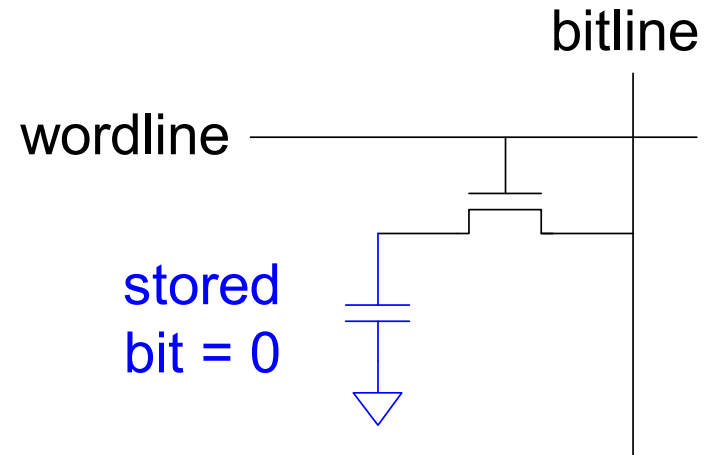 bitline
wordline
stored
bit = 0